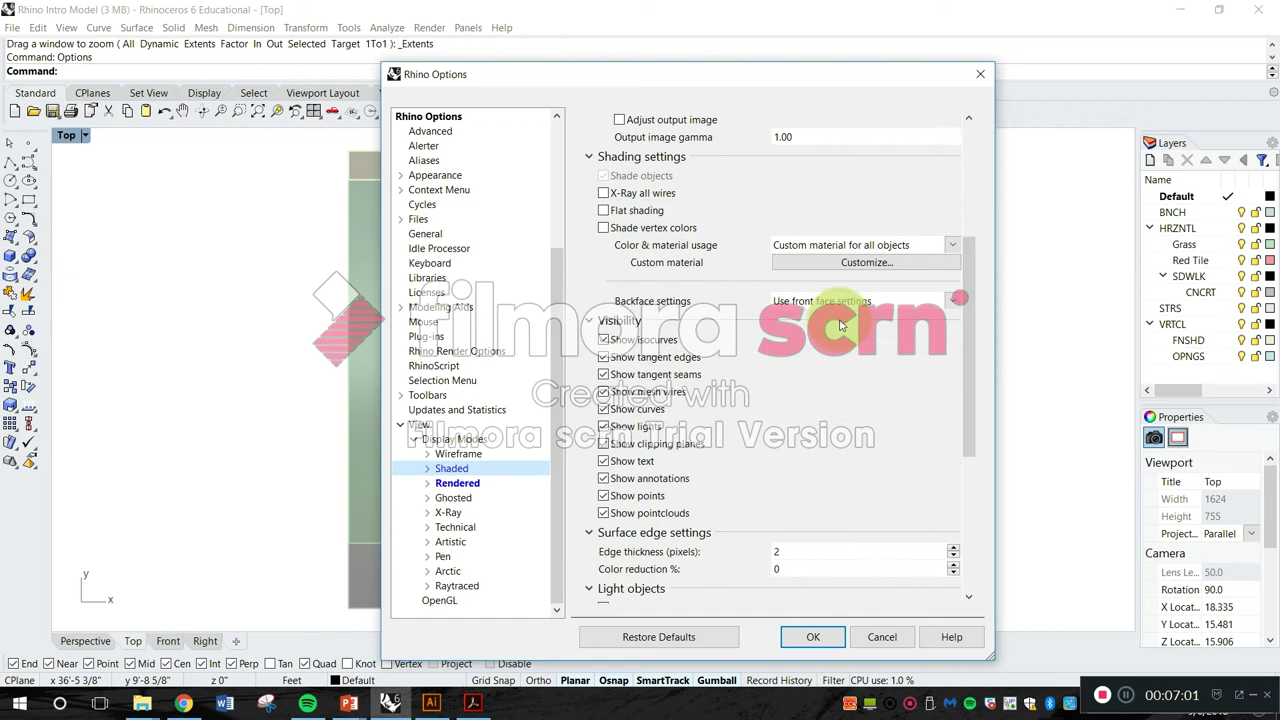 Rhino Intro Model (3 MB) - Rhinoceros 6 Educational - [Top]
File Edit View Curve Surface Solid Mesh Dimension Transform Tools Analyze Render Panels Help
Drag a window to zoom ( All Dynamic Extents Factor In Out Selected Target 1To1 ): _Extents
Command: Options
Command:
Standard CPlanes Set View Display Select Viewport Layout
Top
Rhino Options
Rhino Options
Advanced
Alerter
Aliases
Appearance
Context Menu
Cycles
Files
General
Idle Processor
Keyboard
Libraries
Licenses
Modeling Aids
Mouse
Plug-ins
Rhino Render Options
RhinoScript
Selection Menu
Toolbars
Updates and Statistics
View
Display Modes
Wireframe
Shaded
Rendered
Ghosted
X-Ray
Technical
Artistic
Pen
Arctic
Raytraced
OpenGL
Adjust output image
Output image gamma 1.00
Shading settings
Shade objects
X-Ray all wires
Flat shading
Shade vertex colors
Color & material usage Custom material for all objects
Custom material Customize...
Backface settings Use front face settings
Visibility
Show isocurves
Show tangent edges
Show tangent seams
Show mesh wires
Show curves
Show lights
Show clipping planes
Show text
Show annotations
Show points
Show pointclouds
Surface edge settings
Edge thickness (pixels): 2
Color reduction %: 0
Light objects
Restore Defaults OK Cancel Help
filmora scrn
Created with
Filmora scrn Trial Version
Layers
Name
Default
BNCH
HRZNTL
Grass
Red Tile
SDWLK
CNCRT
STRS
VRTCL
FNSHD
OPNGS
Properties
Viewport
Title Top
Width 1624
Height 755
Project... Parallel
Camera
Lens Le... 50.0
Rotation 90.0
X Locat... 18.335
Y Locat... 15.481
Z Locat... 15.906
y
x
Perspective Top Front Right
End Near Point Mid Cen Int Perp Tan Quad Knot Vertex Project Disable
CPlane x 36'-5 3/8" y 9'-8 5/8" z 0" Feet Default Grid Snap Ortho Planar Osnap SmartTrack Gumball Record History Filter CPU use: 1.0 %
00:07:01